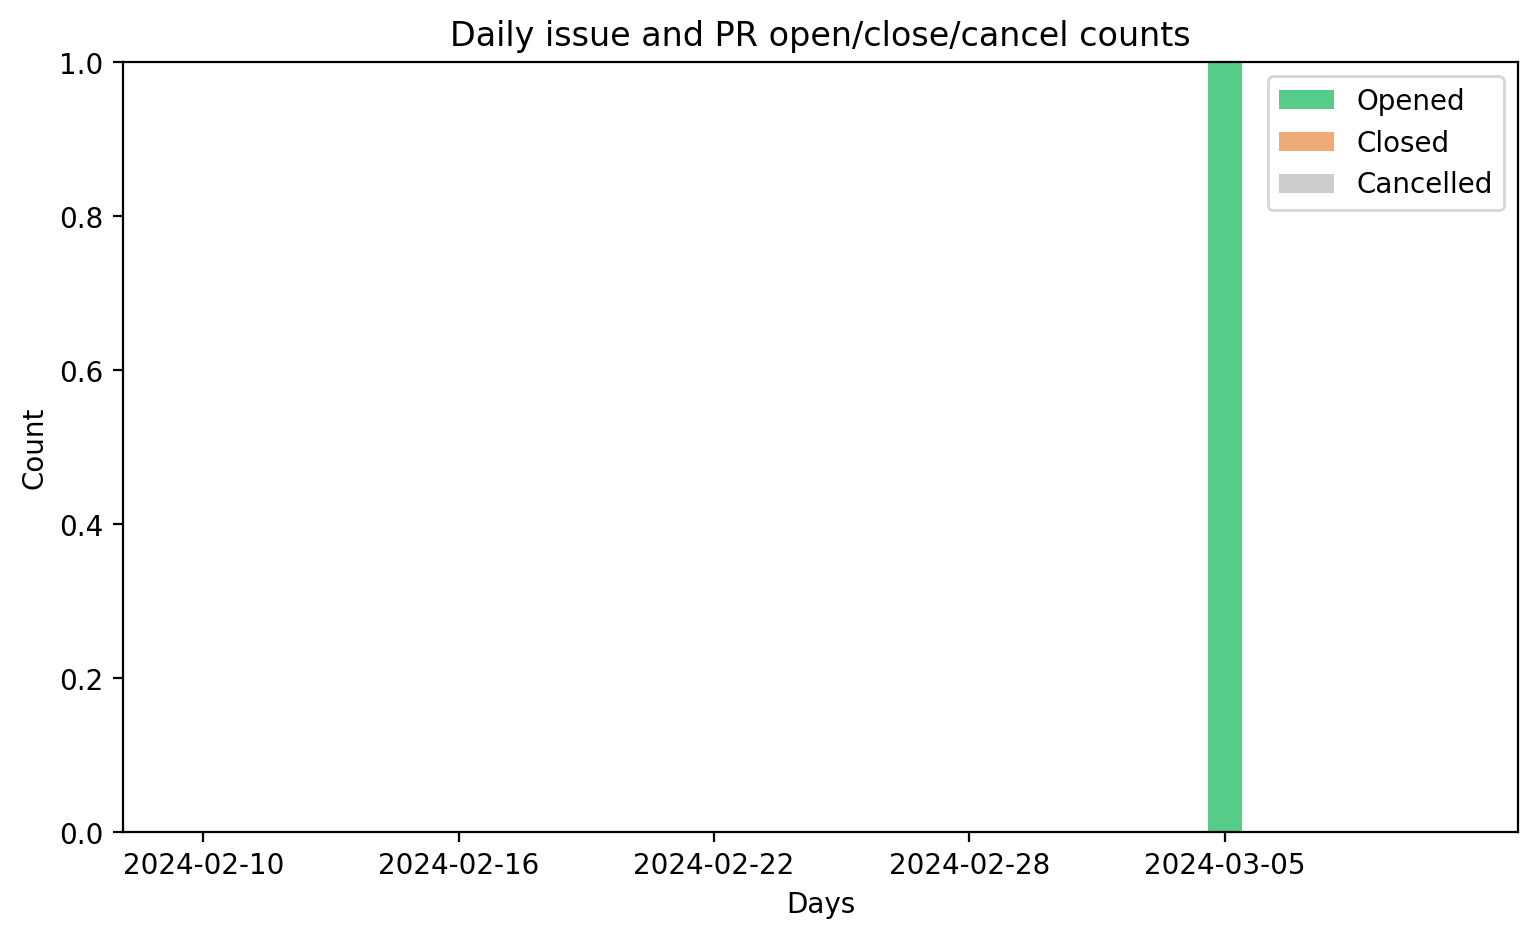 Daily issue and PR open/close/cancel counts
1.0
0.8
0.6
0.4
0.2
0.0
Count
Opened
Closed
Cancelled
2024-02-10
2024-02-16
2024-02-22
2024-02-28
2024-03-05
Days